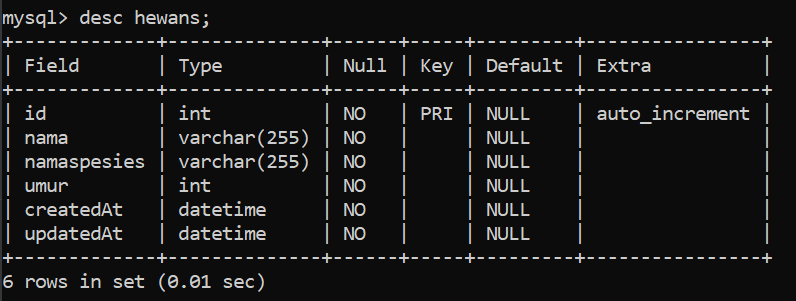 mysql> desc hewans;
+-------------+--------------+------+-----+---------+----------------+
| Field       | Type         | Null | Key | Default | Extra          |
+-------------+--------------+------+-----+---------+----------------+
| id          | int          | NO   | PRI | NULL    | auto_increment |
| nama        | varchar(255) | NO   |     | NULL    |                |
| namaspesies | varchar(255) | NO   |     | NULL    |                |
| umur        | int          | NO   |     | NULL    |                |
| createdAt   | datetime     | NO   |     | NULL    |                |
| updatedAt   | datetime     | NO   |     | NULL    |                |
+-------------+--------------+------+-----+---------+----------------+
6 rows in set (0.01 sec)